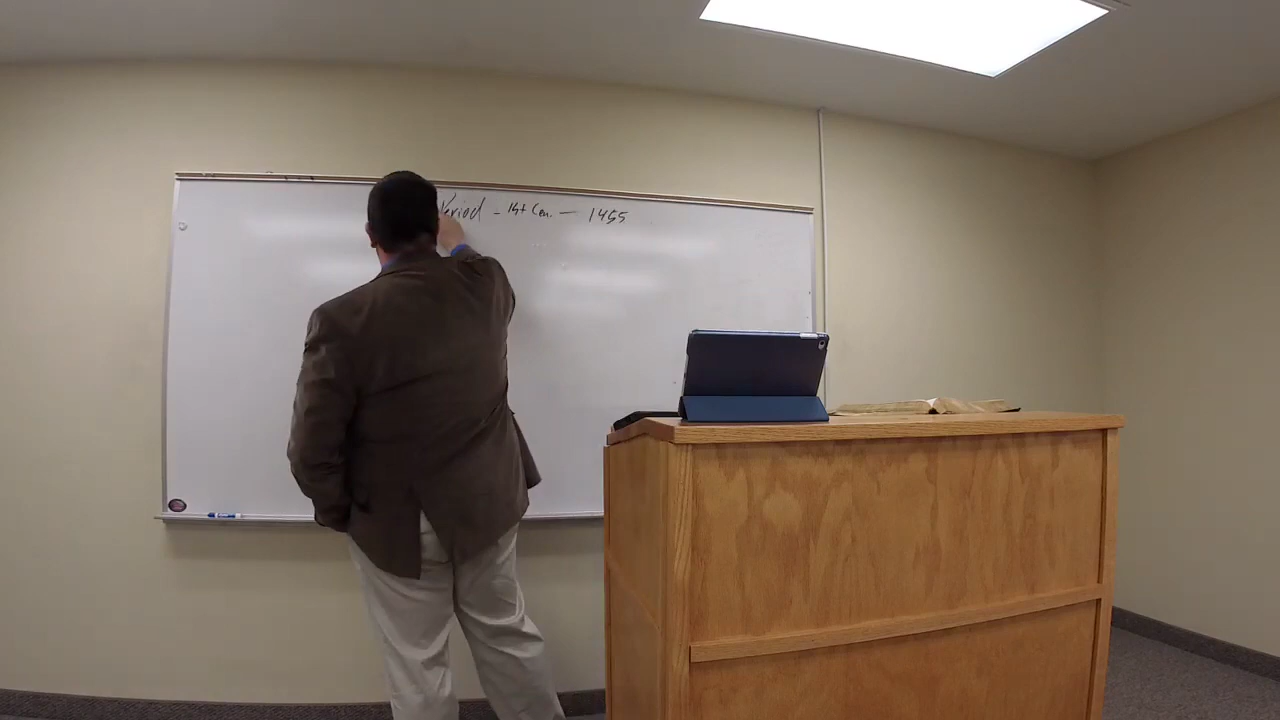 Period - 1st Cen. — 1455